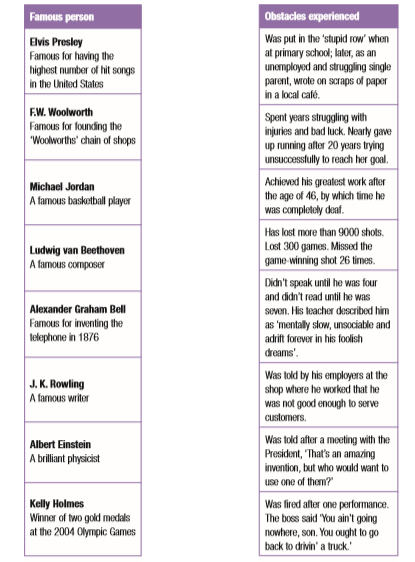 Famous person
Elvis Presley
Famous for having the
highest number of hit songs
in the United States
F.W. Woolworth
Famous for founding the
'Woolworths' chain of shops
Michael Jordan
A famous basketball player
Ludwig van Beethoven
A famous composer
Alexander Graham Bell
Famous for inventing the
telephone in 1876
J. K. Rowling
A famous writer
Albert Einstein
A brilliant physicist
Kelly Holmes
Winner of two gold medals
at the 2004 Olympic Games
Obstacles experienced
Was put in the 'stupid row' when
at primary school; later, as an
unemployed and struggling single
parent, wrote on scraps of paper
in a local café.
Spent years struggling with
injuries and bad luck. Nearly gave
up running after 20 years trying
unsuccessfully to reach her goal.
Achieved his greatest work after
the age of 46, by which time he
was completely deaf.
Has lost more than 9000 shots.
Lost 300 games. Missed the
game-winning shot 26 times.
Didn't speak until he was four
and didn't read until he was
seven. His teacher described him
as 'mentally slow, unsociable and
adrift forever in his foolish
dreams'.
Was told by his employers at the
shop where he worked that he
was not good enough to serve
customers.
Was told after a meeting with the
President, 'That's an amazing
invention, but who would want to
use one of them?'
Was fired after one performance.
The boss said 'You ain't going
nowhere, son. You ought to go
back to drivin' a truck.'